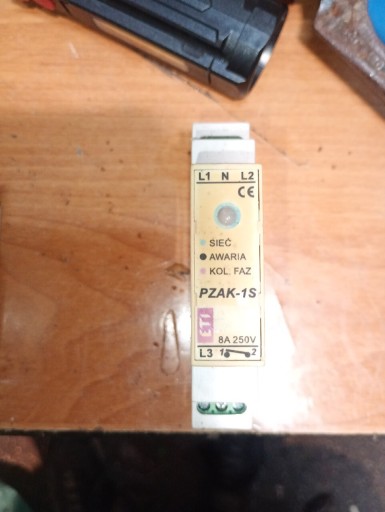 L1 N L2
CE
SIEĆ
AWARIA
KOL. FAZ
PZAK-1S
ETI
8A 250V
L3 1 2